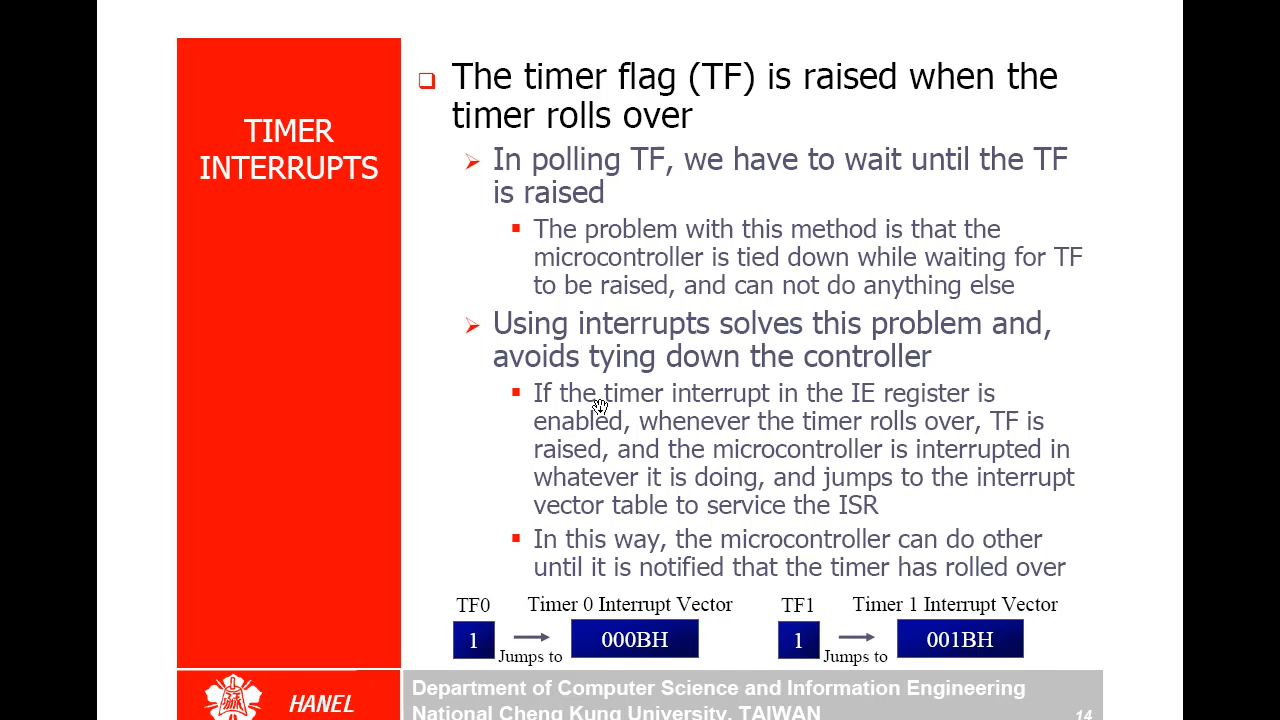 TIMER
INTERRUPTS
The timer flag (TF) is raised when the
timer rolls over
In polling TF, we have to wait until the TF
is raised
The problem with this method is that the
microcontroller is tied down while waiting for TF
to be raised, and can not do anything else
Using interrupts solves this problem and,
avoids tying down the controller
If the timer interrupt in the IE register is
enabled, whenever the timer rolls over, TF is
raised, and the microcontroller is interrupted in
whatever it is doing, and jumps to the interrupt
vector table to service the ISR
In this way, the microcontroller can do other
until it is notified that the timer has rolled over
TF0 Timer 0 Interrupt Vector TF1 Timer 1 Interrupt Vector
1 Jumps to 000BH 1 Jumps to 001BH
HANEL
Department of Computer Science and Information Engineering
National Cheng Kung University, TAIWAN 14